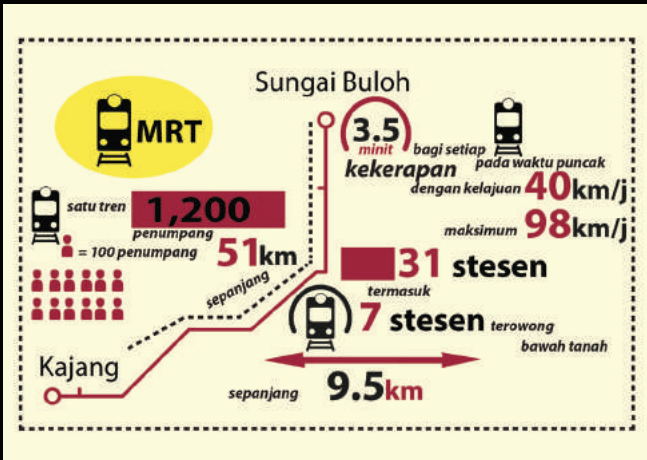 MRT
Sungai Buloh
3.5
minit
bagi setiap
kekerapan
pada waktu puncak
dengan kelajuan 40km/j
maksimum 98km/j
satu tren 1,200
penumpang
= 100 penumpang
51km
sepanjang
31 stesen
termasuk
7 stesen terowong
bawah tanah
Kajang
sepanjang 9.5km